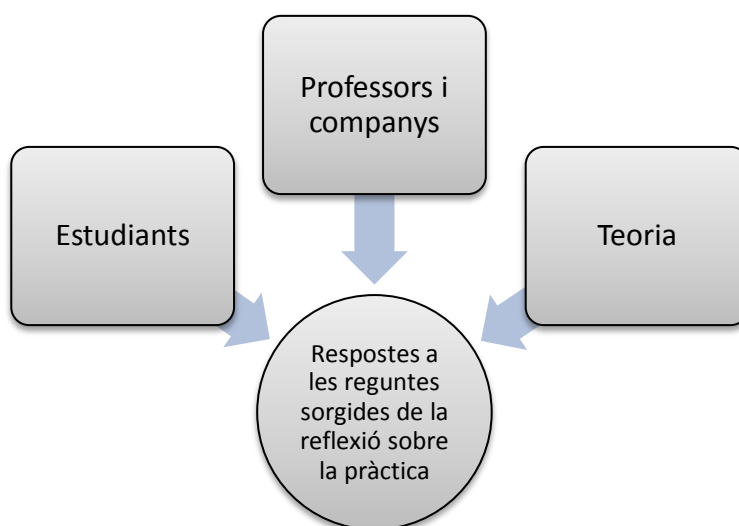 Professors i
companys
Estudiants
Teoria
Respostes a
les reguntes
sorgides de la
reflexió sobre
la pràctica